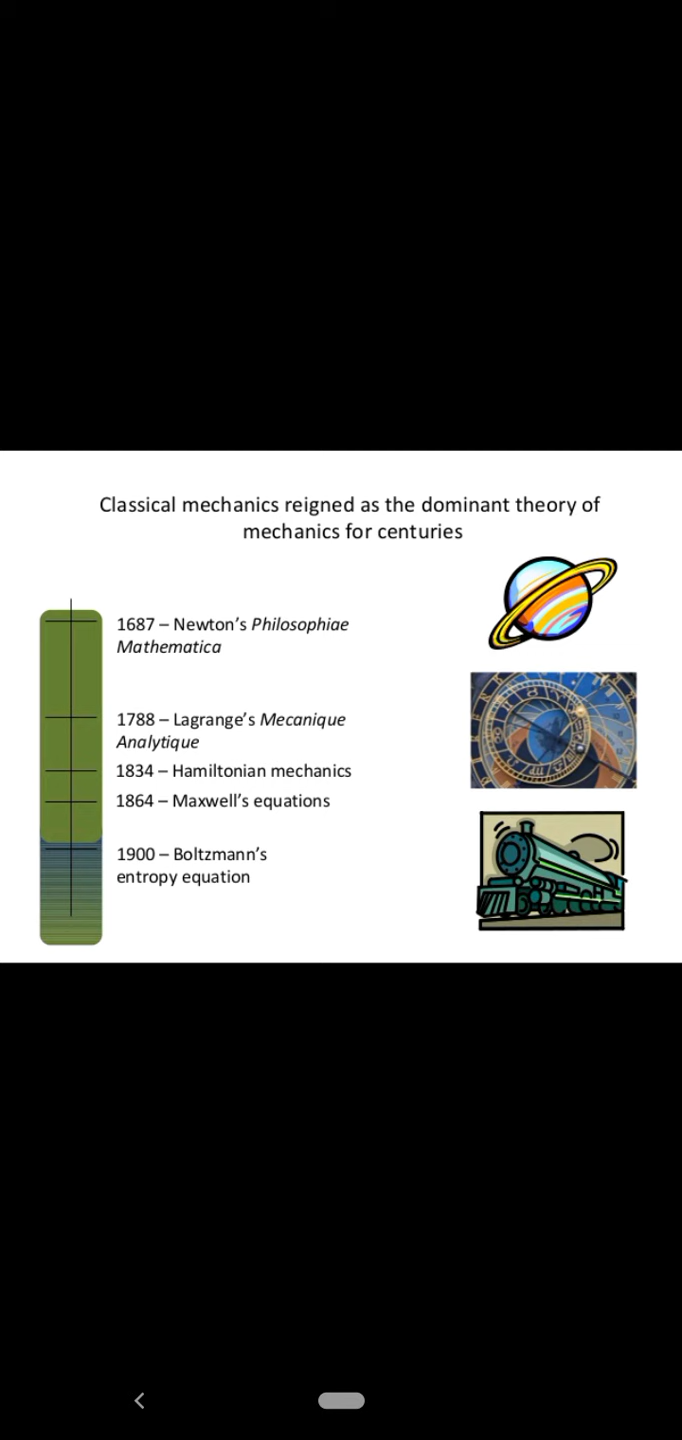 Classical mechanics reigned as the dominant theory of
mechanics for centuries
1687 – Newton’s Philosophiae
Mathematica
1788 – Lagrange’s Mecanique
Analytique
1834 – Hamiltonian mechanics
1864 – Maxwell’s equations
1900 – Boltzmann’s
entropy equation